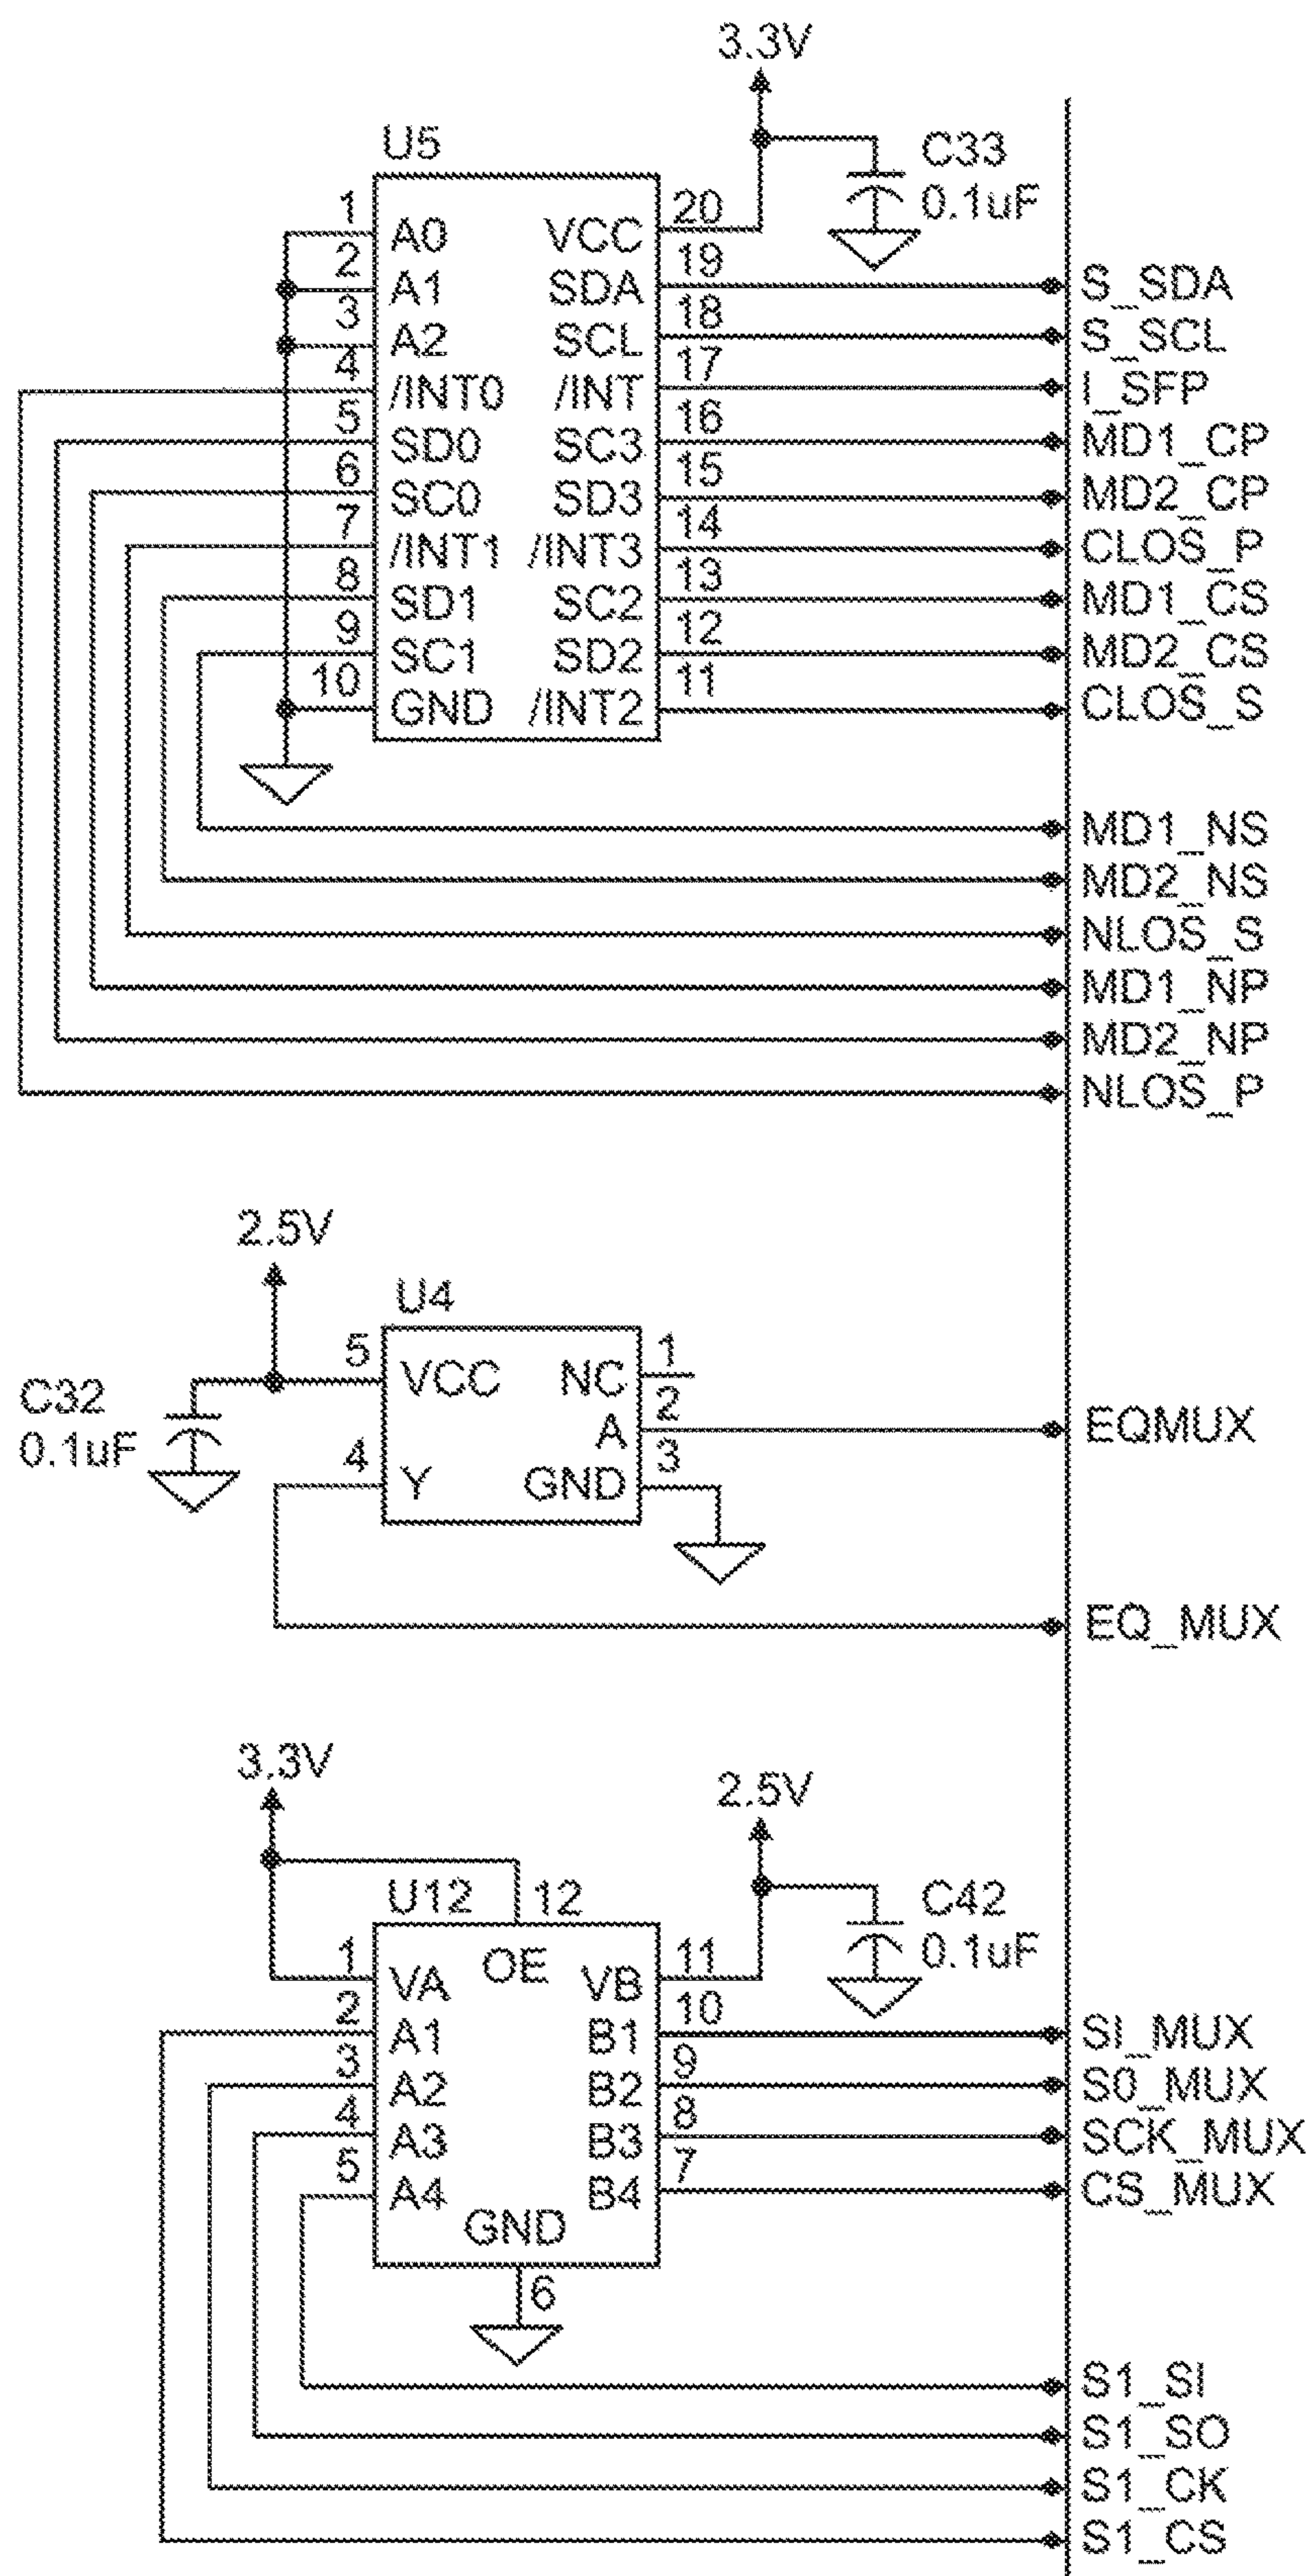 3.3V
U5
C33
0.1uF
1 A0 VCC 20
2 A1 SDA 19 S_SDA
3 A2 SCL 18 S_SCL
4 /INT0 /INT 17 I_SFP
5 SD0 SC3 16 MD1_CP
6 SC0 SD3 15 MD2_CP
7 /INT1 /INT3 14 CLOS_P
8 SD1 SC2 13 MD1_CS
9 SC1 SD2 12 MD2_CS
10 GND /INT2 11 CLOS_S
MD1_NS
MD2_NS
NLOS_S
MD1_NP
MD2_NP
NLOS_P
2.5V
U4
C32
0.1uF
5 VCC NC 1
A 2 EQMUX
4 Y GND 3
EQ_MUX
3.3V
2.5V
U12 12
C42
0.1uF
OE
1 VA VB 11
2 A1 B1 10 SI_MUX
3 A2 B2 9 S0_MUX
4 A3 B3 8 SCK_MUX
5 A4 B4 7 CS_MUX
GND
6
S1_SI
S1_SO
S1_CK
S1_CS